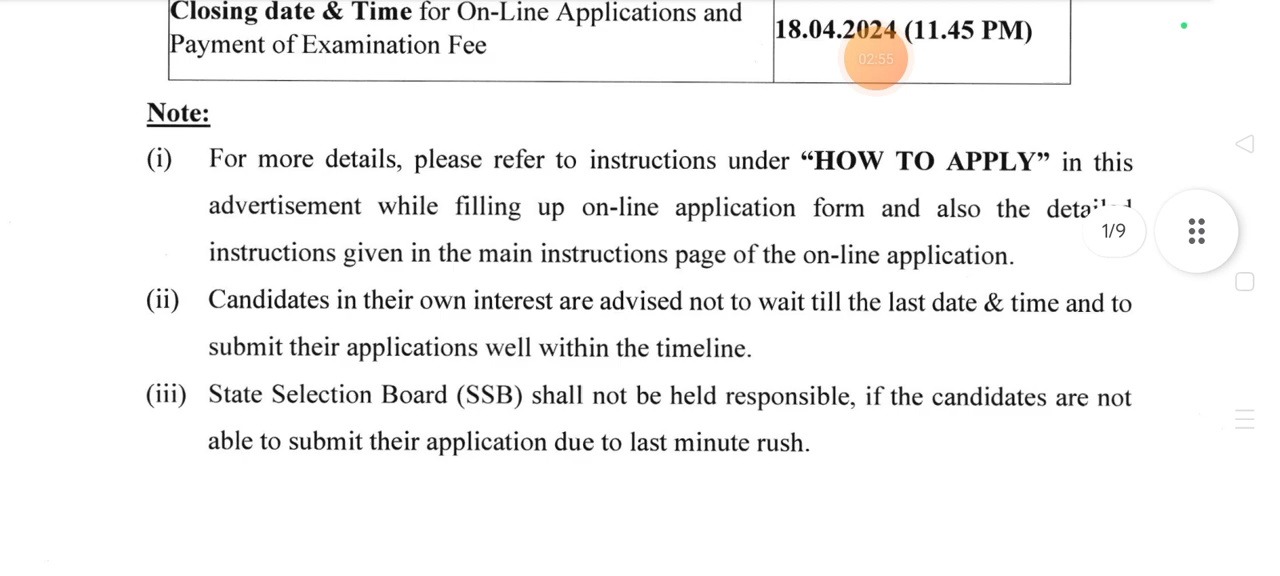 Closing date & Time for On-Line Applications and
Payment of Examination Fee
18.04.2024 (11.45 PM)
02:55
Note:
(i) For more details, please refer to instructions under “HOW TO APPLY” in this
advertisement while filling up on-line application form and also the detailed
1/9
instructions given in the main instructions page of the on-line application.
(ii) Candidates in their own interest are advised not to wait till the last date & time and to
submit their applications well within the timeline.
(iii) State Selection Board (SSB) shall not be held responsible, if the candidates are not
able to submit their application due to last minute rush.